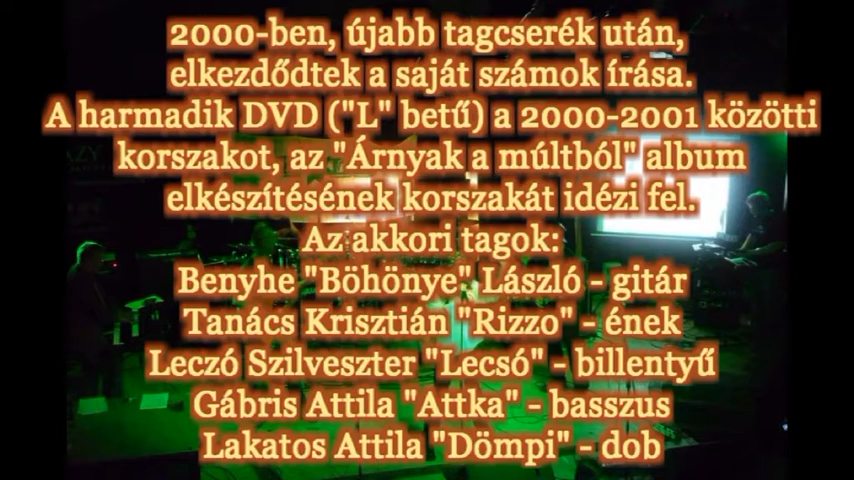 2000-ben, újabb tagcserék után,
elkezdődtek a saját számok írása.
A harmadik DVD ("L" betű) a 2000-2001 közötti
korszakot, az "Árnyak a múltból" album
elkészítésének korszakát idézi fel.
Az akkori tagok:
Benyhe "Böhönye" László - gitár
Tanács Krisztián "Rizzo" - ének
Leczó Szilveszter "Lecsó" - billentyű
Gábris Attila "Attka" - basszus
Lakatos Attila "Dömpi" - dob